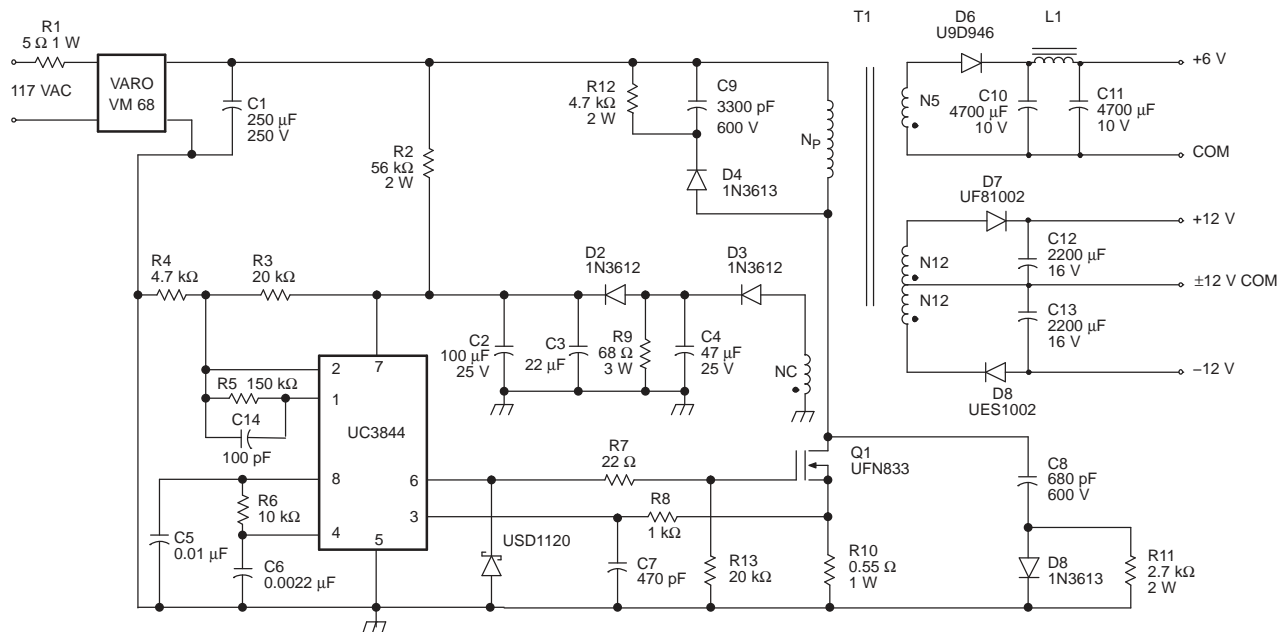 R1
5 Ω 1 W
117 VAC
VARO
VM 68
C1
250 µF
250 V
R2
56 kΩ
2 W
R12
4.7 kΩ
2 W
C9
3300 pF
600 V
D4
1N3613
NP
T1
N5
D6
U9D946
L1
C10
4700 µF
10 V
C11
4700 µF
10 V
+6 V
COM
D7
UF81002
N12
N12
C12
2200 µF
16 V
C13
2200 µF
16 V
+12 V
±12 V COM
–12 V
D8
UES1002
R4
4.7 kΩ
R3
20 kΩ
D2
1N3612
D3
1N3612
C2
100 µF
25 V
C3
22 µF
R9
68 Ω
3 W
C4
47 µF
25 V
NC
R5 150 kΩ
C14
100 pF
2
1
7
UC3844
8
6
4
3
5
R6
10 kΩ
C5
0.01 µF
C6
0.0022 µF
USD1120
R7
22 Ω
R8
1 kΩ
C7
470 pF
R13
20 kΩ
Q1
UFN833
R10
0.55 Ω
1 W
C8
680 pF
600 V
D8
1N3613
R11
2.7 kΩ
2 W